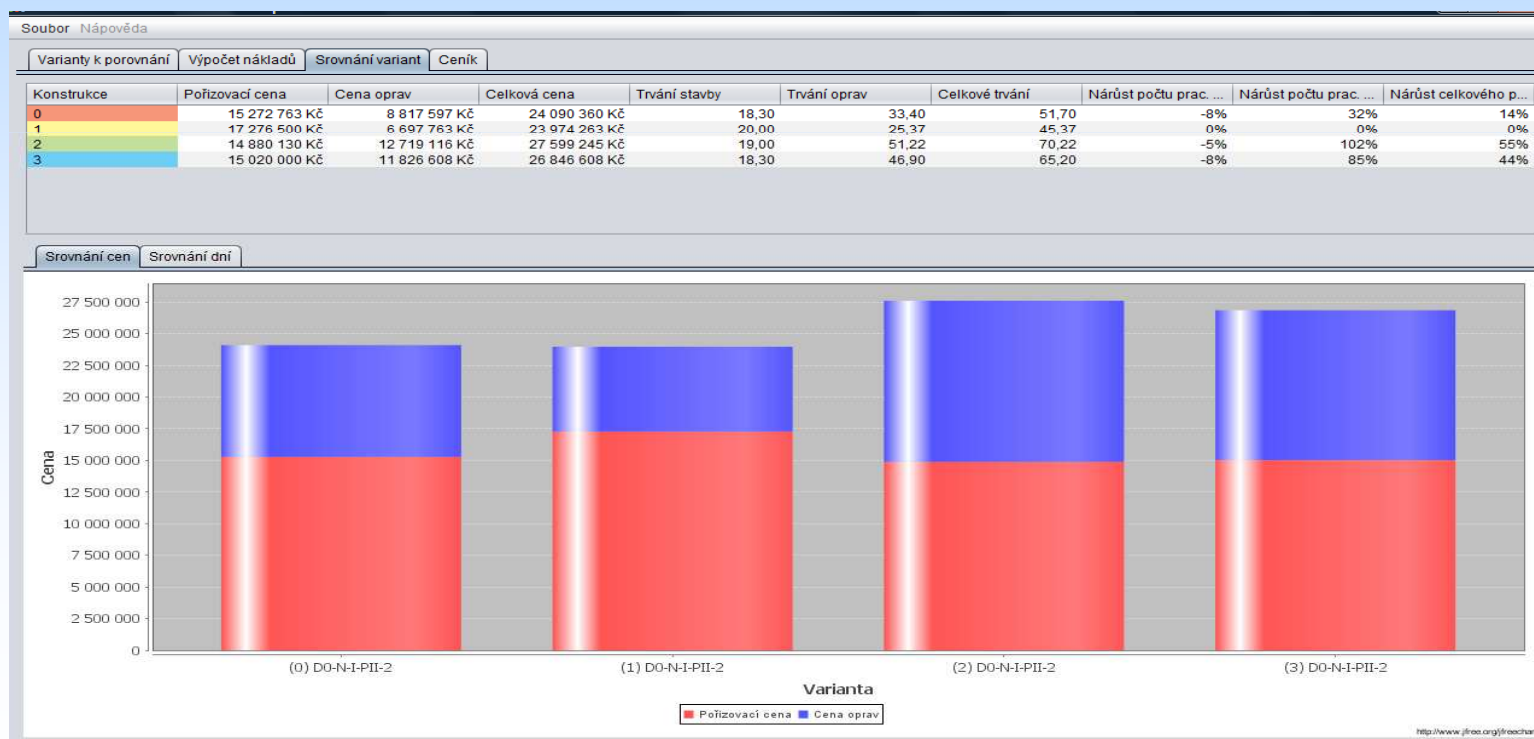 Soubor Nápověda
Varianty k porovnání Výpočet nákladů Srovnání variant Ceník
Konstrukce Pořizovací cena Cena oprav Celková cena Trvání stavby Trvání oprav Celkové trvání Nárůst počtu prac. ... Nárůst počtu prac. ... Nárůst celkového p...
0 15 272 763 Kč 8 817 597 Kč 24 090 360 Kč 18,30 33,40 51,70 -8% 32% 14%
1 17 276 500 Kč 6 697 763 Kč 23 974 263 Kč 20,00 25,37 45,37 0% 0% 0%
2 14 880 130 Kč 12 719 116 Kč 27 599 245 Kč 19,00 51,22 70,22 -5% 102% 55%
3 15 020 000 Kč 11 826 608 Kč 26 846 608 Kč 18,30 46,90 65,20 -8% 85% 44%
Srovnání cen Srovnání dní
27 500 000
25 000 000
22 500 000
20 000 000
17 500 000
15 000 000
12 500 000
10 000 000
7 500 000
5 000 000
2 500 000
0
Cena
(0) D0-N-I-PII-2 (1) D0-N-I-PII-2 (2) D0-N-I-PII-2 (3) D0-N-I-PII-2
Varianta
Pořizovací cena Cena oprav
http://www.jfree.org/jfreechar